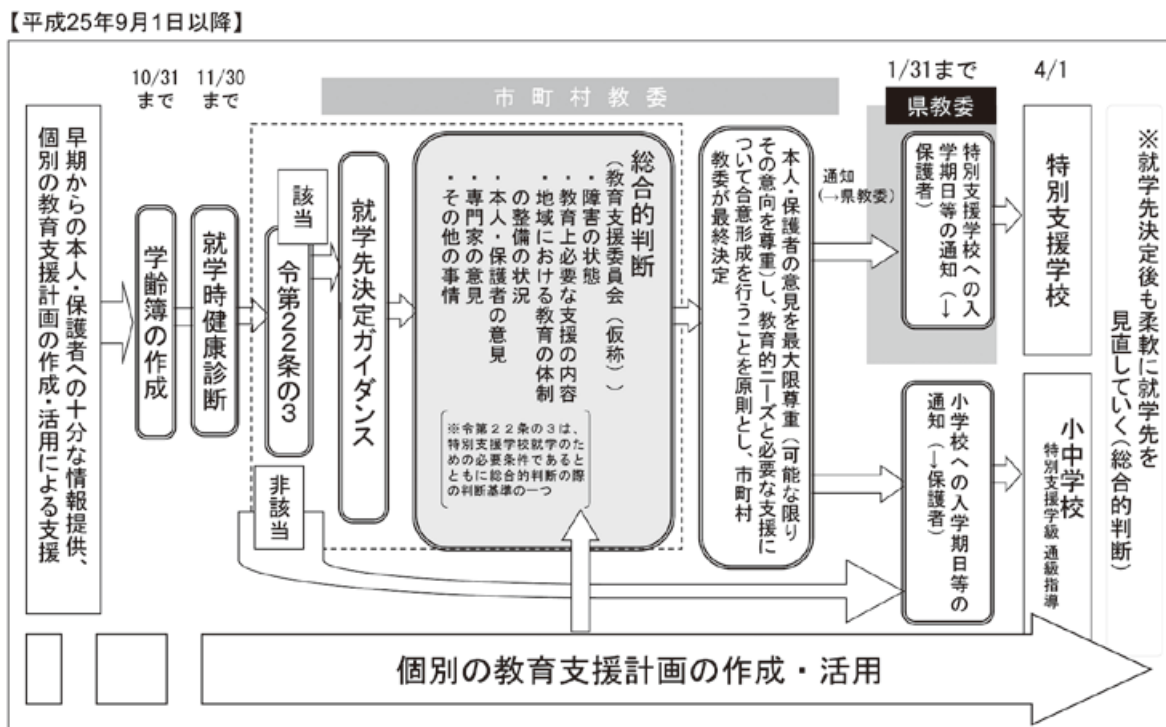 【平成25年9月1日以降】
早期からの本人・保護者への十分な情報提供、
個別の教育支援計画の作成・活用による支援
10/31
まで
学齢簿の作成
11/30
まで
就学時健康診断
市町村教委
令第22条の3
該当
非該当
就学先決定ガイダンス
総合的判断
（教育支援委員会（仮称））
・障害の状態
・教育上必要な支援の内容
・地域における教育の体制
の整備の状況
・本人・保護者の意見
・専門家の意見
・その他の事情
※令第２２条の３は、
特別支援学校就学のた
めの必要条件であると
ともに総合的判断の際
の判断基準の一つ
本人・保護者の意見を最大限尊重（可能な限り
その意向を尊重）し、教育的ニーズと必要な支援に
ついて合意形成を行うことを原則とし、市町村
教委が最終決定
通知
(→県教委)
1/31まで
県教委
特別支援学校への入
学期日等の通知（→
保護者）
小学校への入学期日等の
通知（→保護者）
4/1
特別支援学校
小中学校
特別支援学級 通級指導
※就学先決定後も柔軟に就学先を
見直していく（総合的判断）
個別の教育支援計画の作成・活用